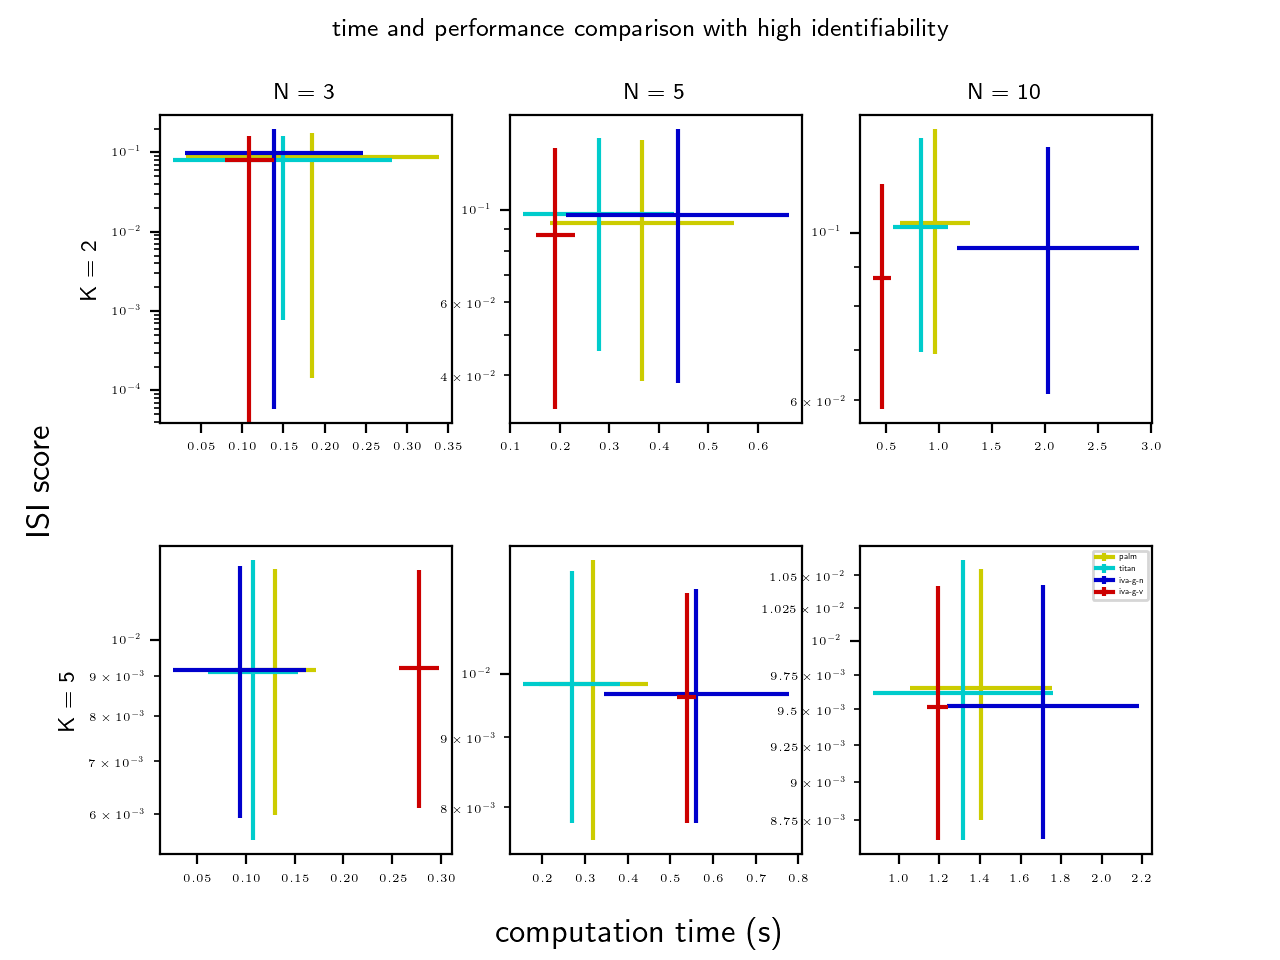 time and performance comparison with high identifiability
N = 3
N = 5
N = 10
K = 2
10⁻¹
10⁻²
10⁻³
10⁻⁴
0.05 0.10 0.15 0.20 0.25 0.30 0.35
10⁻¹
6 × 10⁻²
4 × 10⁻²
0.1 0.2 0.3 0.4 0.5 0.6
10⁻¹
6 × 10⁻²
0.5 1.0 1.5 2.0 2.5 3.0
ISI score
K = 5
10⁻²
9 × 10⁻³
8 × 10⁻³
7 × 10⁻³
6 × 10⁻³
0.05 0.10 0.15 0.20 0.25 0.30
10⁻²
9 × 10⁻³
8 × 10⁻³
0.2 0.3 0.4 0.5 0.6 0.7 0.8
1.05 × 10⁻²
1.025 × 10⁻²
10⁻²
9.75 × 10⁻³
9.5 × 10⁻³
9.25 × 10⁻³
9 × 10⁻³
8.75 × 10⁻³
1.0 1.2 1.4 1.6 1.8 2.0 2.2
palm
titan
iva-g-n
iva-g-v
computation time (s)